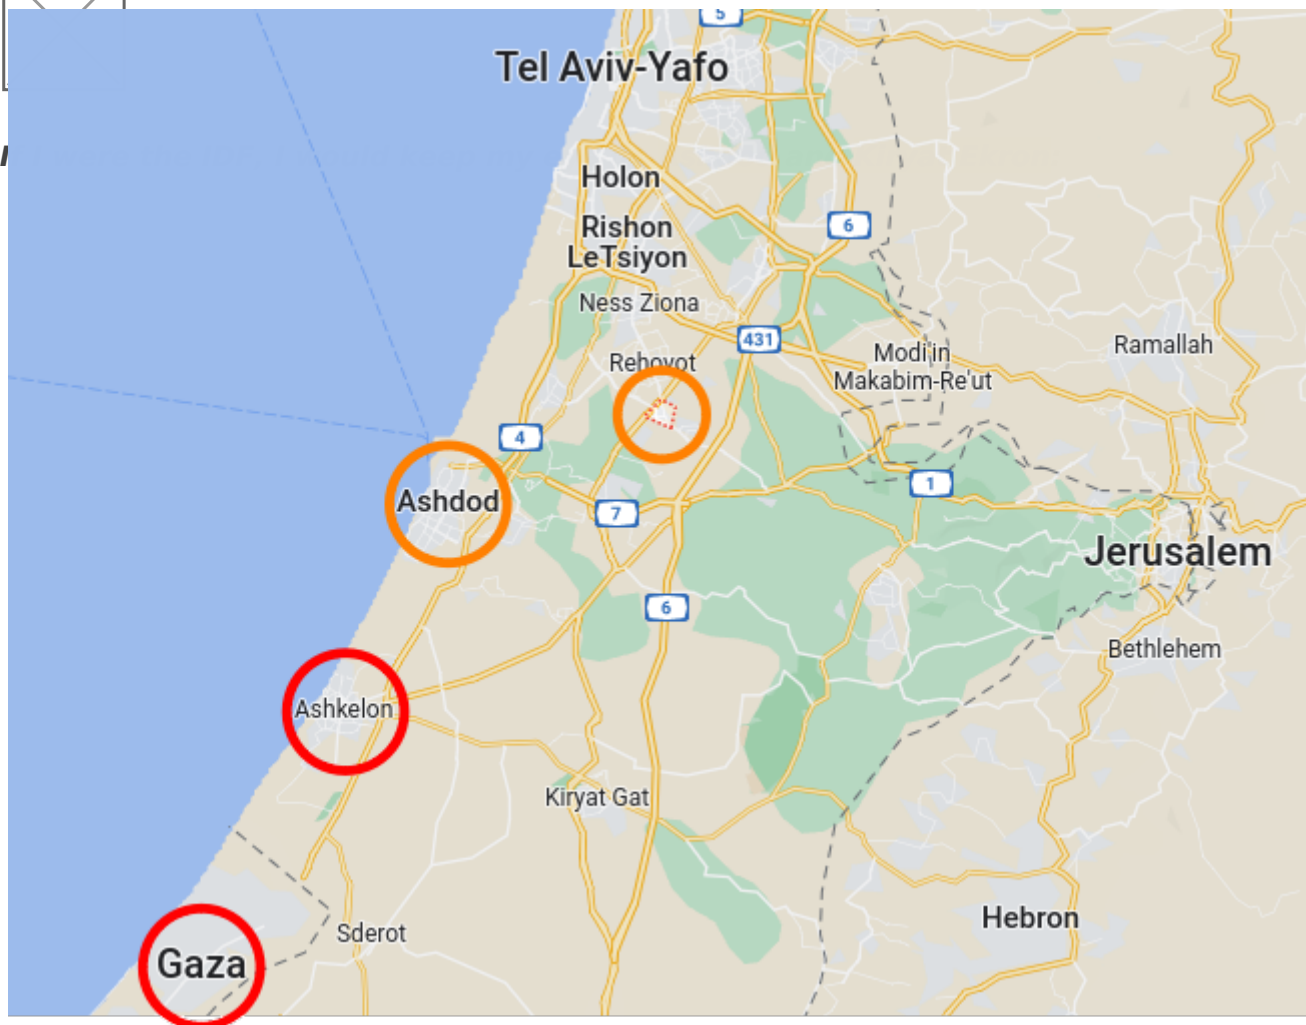 5
Tel Aviv-Yafo
Holon
6
Rishon
LeTsiyon
Ness Ziona
431
Rehovot
Modi'in
Makabim-Re'ut
Ramallah
4
1
Ashdod
7
Jerusalem
6
Bethlehem
Ashkelon
Kiryat Gat
Hebron
Sderot
Gaza